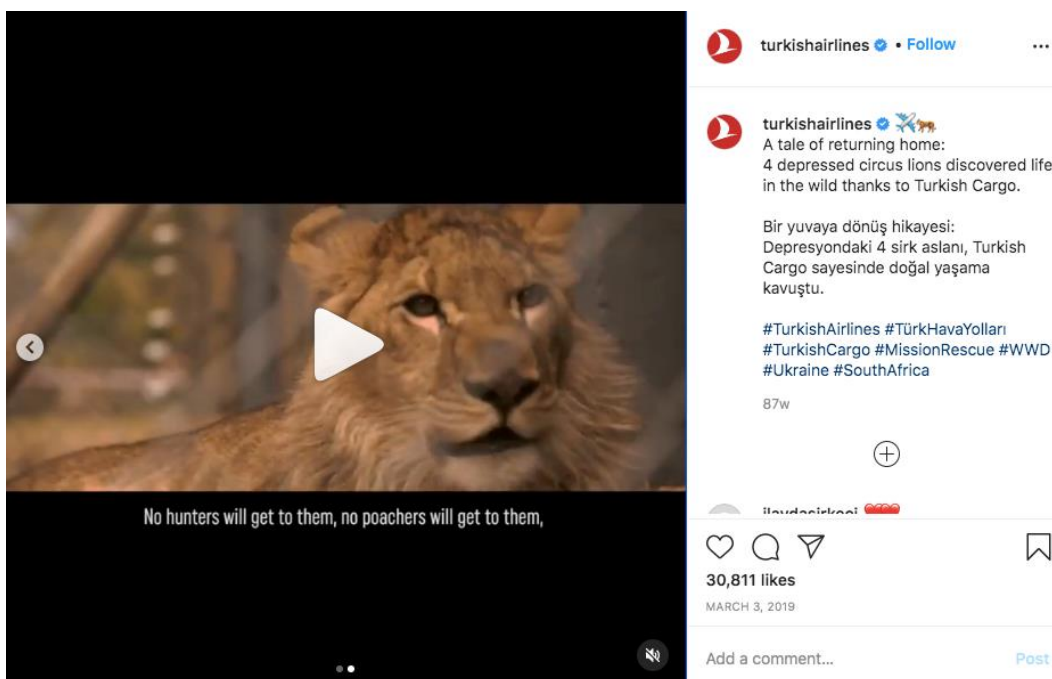 No hunters will get to them, no poachers will get to them,
turkishairlines • Follow
turkishairlines
A tale of returning home:
4 depressed circus lions discovered life
in the wild thanks to Turkish Cargo.
Bir yuvaya dönüş hikayesi:
Depresyondaki 4 sirk aslanı, Turkish
Cargo sayesinde doğal yaşama
kavuştu.
#TurkishAirlines #TürkHavaYolları
#TurkishCargo #MissionRescue #WWD
#Ukraine #SouthAfrica
87w
30,811 likes
MARCH 3, 2019
Add a comment... Post